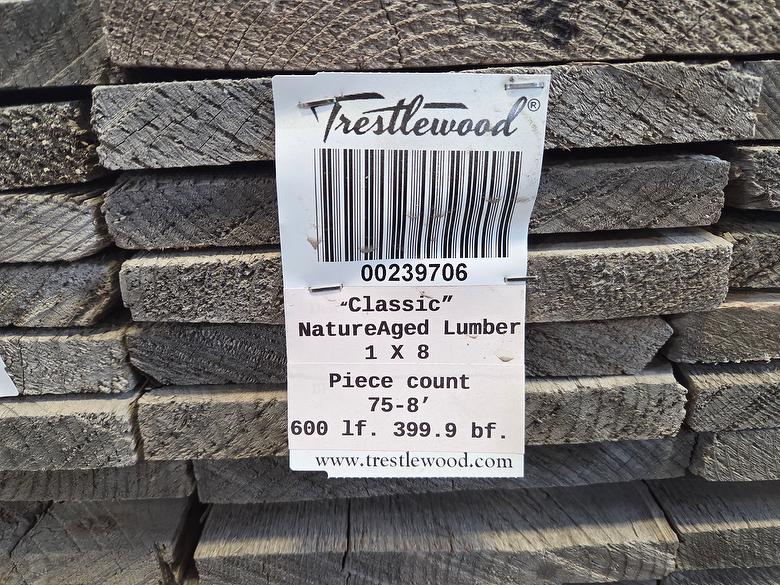 Trestlewood®
00239706
"Classic"
NatureAged Lumber
1 X 8
Piece count
75-8'
600 lf. 399.9 bf.
www.trestlewood.com